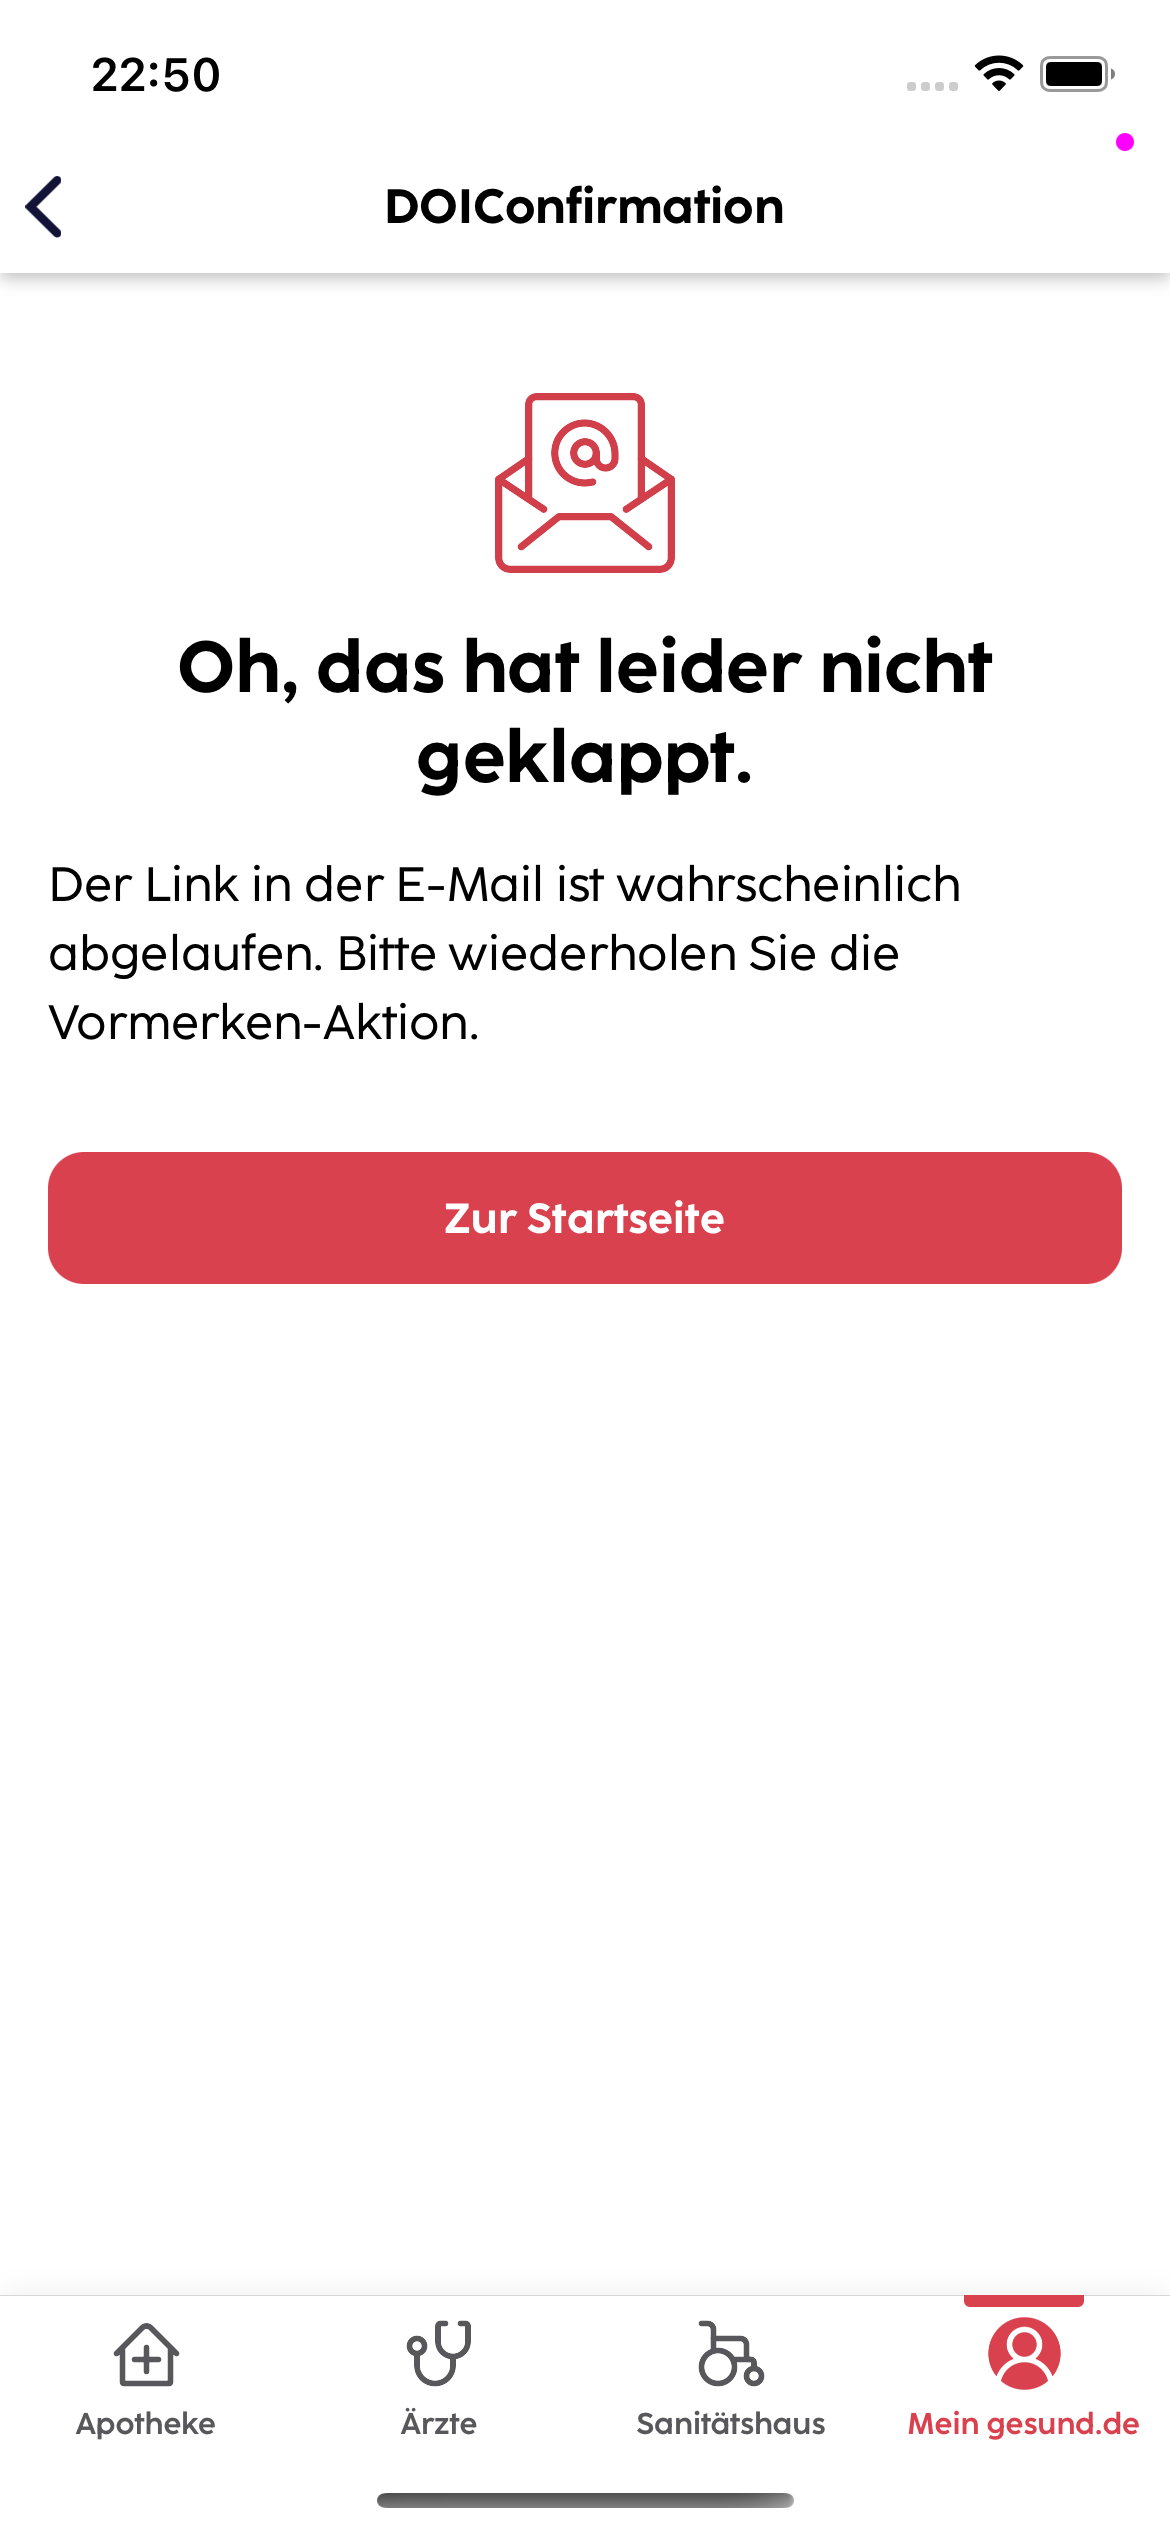 22:50
DOIConfirmation
Oh, das hat leider nicht
geklappt.
Der Link in der E-Mail ist wahrscheinlich
abgelaufen. Bitte wiederholen Sie die
Vormerken-Aktion.
Zur Startseite
Apotheke
Ärzte
Sanitätshaus
Mein gesund.de